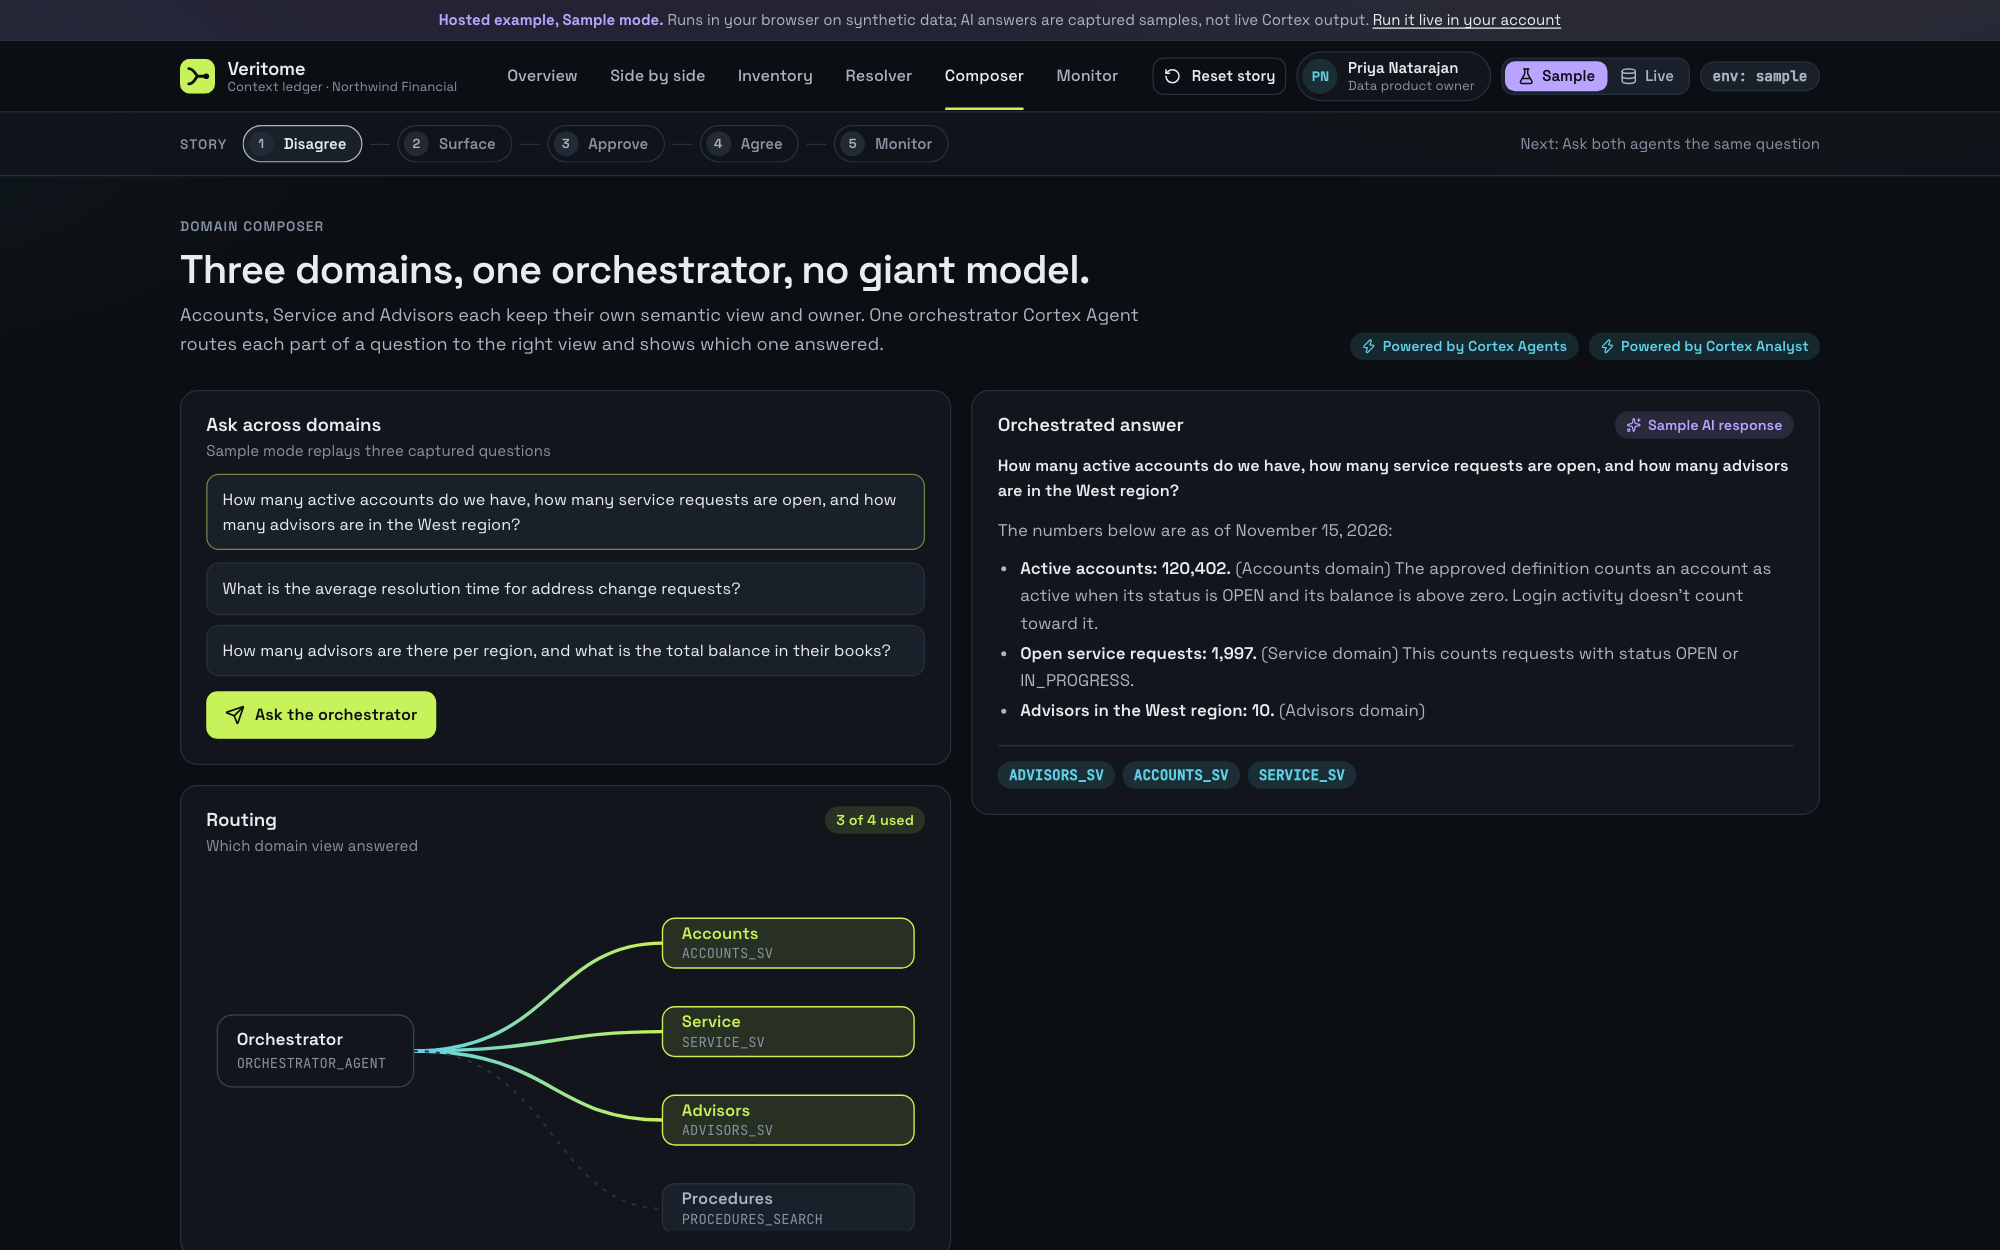 Hosted example, Sample mode. Runs in your browser on synthetic data; AI answers are captured samples, not live Cortex output. Run it live in your account
Veritome
Context ledger · Northwind Financial
Overview
Side by side
Inventory
Resolver
Composer
Monitor
Reset story
PN
Priya Natarajan
Data product owner
Sample
Live
env: sample
STORY
1 Disagree
2 Surface
3 Approve
4 Agree
5 Monitor
Next: Ask both agents the same question
DOMAIN COMPOSER
Three domains, one orchestrator, no giant model.
Accounts, Service and Advisors each keep their own semantic view and owner. One orchestrator Cortex Agent
routes each part of a question to the right view and shows which one answered.
Powered by Cortex Agents
Powered by Cortex Analyst
Ask across domains
Sample mode replays three captured questions
How many active accounts do we have, how many service requests are open, and how
many advisors are in the West region?
What is the average resolution time for address change requests?
How many advisors are there per region, and what is the total balance in their books?
Ask the orchestrator
Routing
3 of 4 used
Which domain view answered
Orchestrator
ORCHESTRATOR_AGENT
Accounts
ACCOUNTS_SV
Service
SERVICE_SV
Advisors
ADVISORS_SV
Procedures
PROCEDURES_SEARCH
Orchestrated answer
Sample AI response
How many active accounts do we have, how many service requests are open, and how many advisors
are in the West region?
The numbers below are as of November 15, 2026:
• Active accounts: 120,402. (Accounts domain) The approved definition counts an account as
active when its status is OPEN and its balance is above zero. Login activity doesn't count
toward it.
• Open service requests: 1,997. (Service domain) This counts requests with status OPEN or
IN_PROGRESS.
• Advisors in the West region: 10. (Advisors domain)
ADVISORS_SV
ACCOUNTS_SV
SERVICE_SV